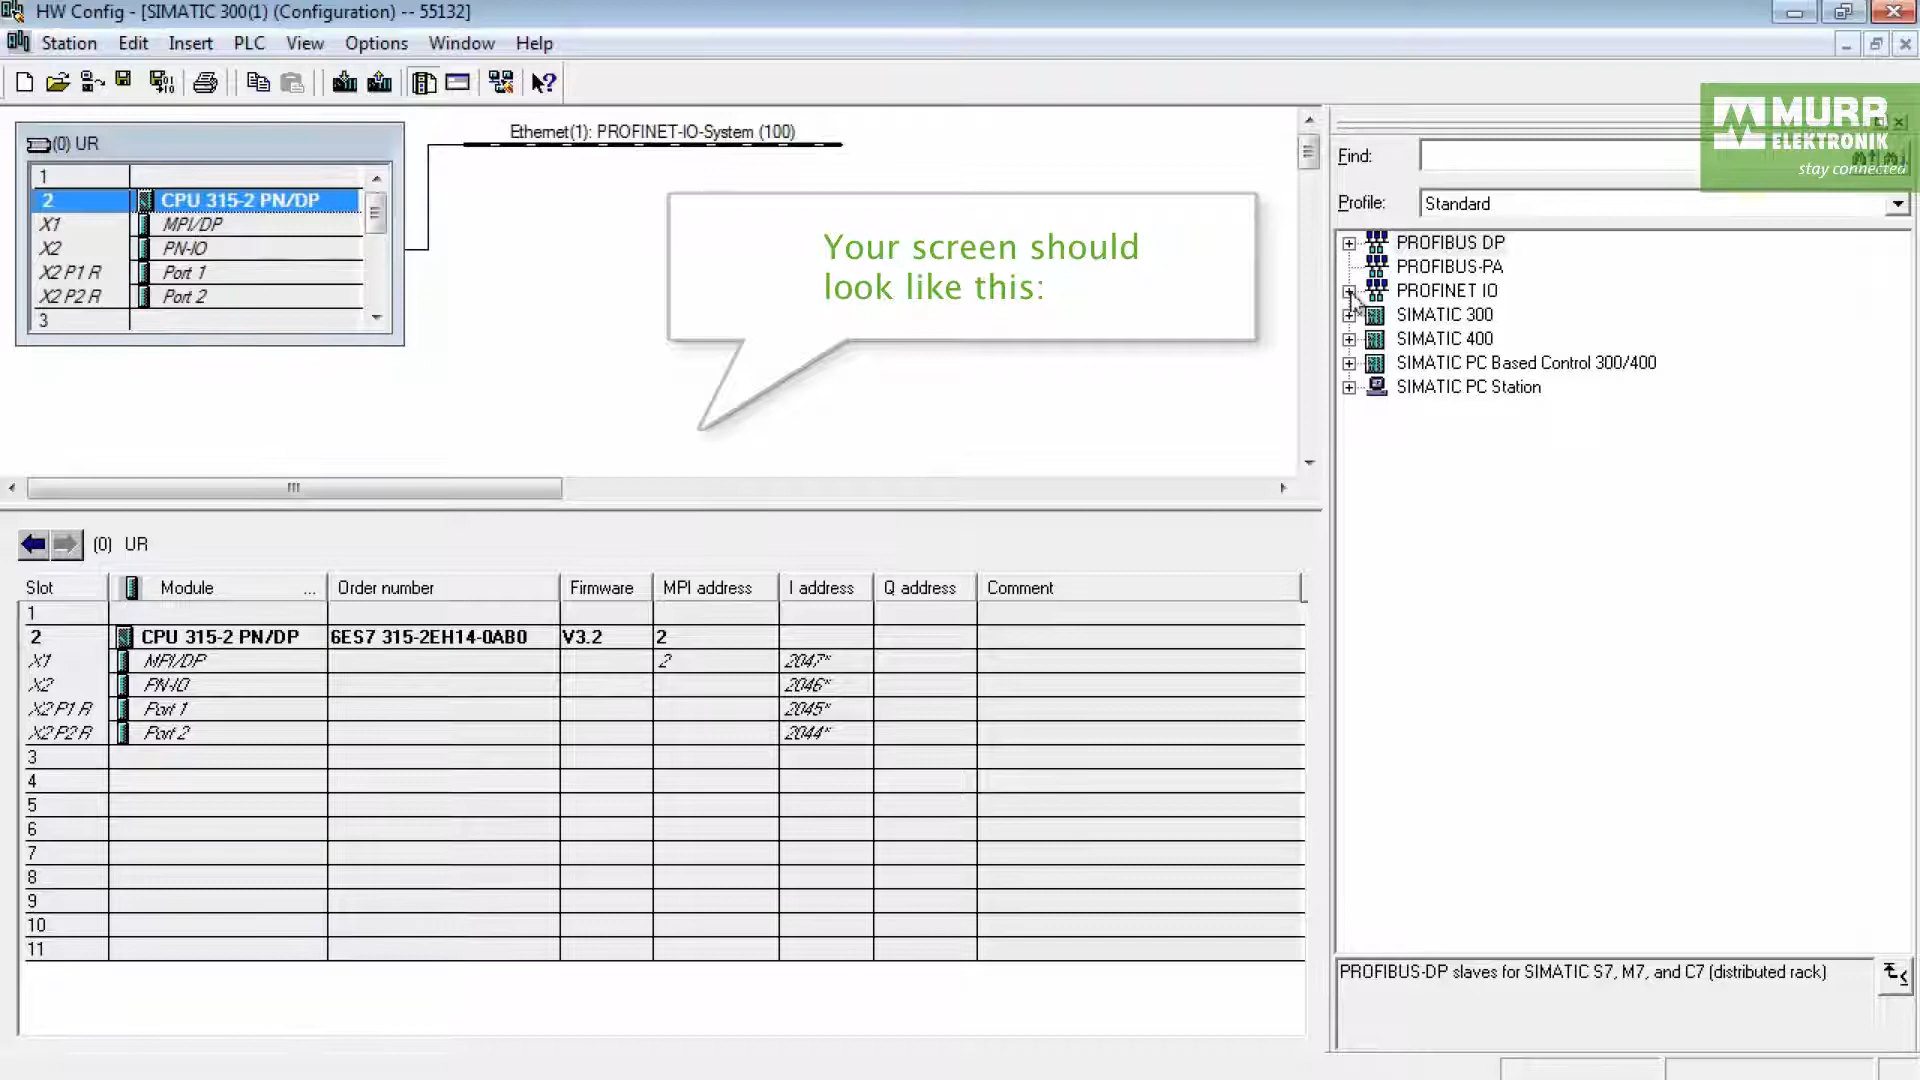 HW Config - [SIMATIC 300(1) (Configuration) -- 55132]
Station Edit Insert PLC View Options Window Help
MURR
ELEKTRONIK
stay connected
(0) UR
1
2 CPU 315-2 PN/DP
X1 MPI/DP
X2 PN-IO
X2 P1 R Port 1
X2 P2 R Port 2
3
Ethernet(1): PROFINET-IO-System (100)
Your screen should
look like this:
Find:
Profile: Standard
PROFIBUS DP
PROFIBUS-PA
PROFINET IO
SIMATIC 300
SIMATIC 400
SIMATIC PC Based Control 300/400
SIMATIC PC Station
(0) UR
Slot Module ... Order number Firmware MPI address I address Q address Comment
1
2 CPU 315-2 PN/DP 6ES7 315-2EH14-0AB0 V3.2 2
X1 MPI/DP 2 2047*
X2 PN-IO 2046*
X2 P1 R Port 1 2045*
X2 P2 R Port 2 2044*
3
4
5
6
7
8
9
10
11
PROFIBUS-DP slaves for SIMATIC S7, M7, and C7 (distributed rack)